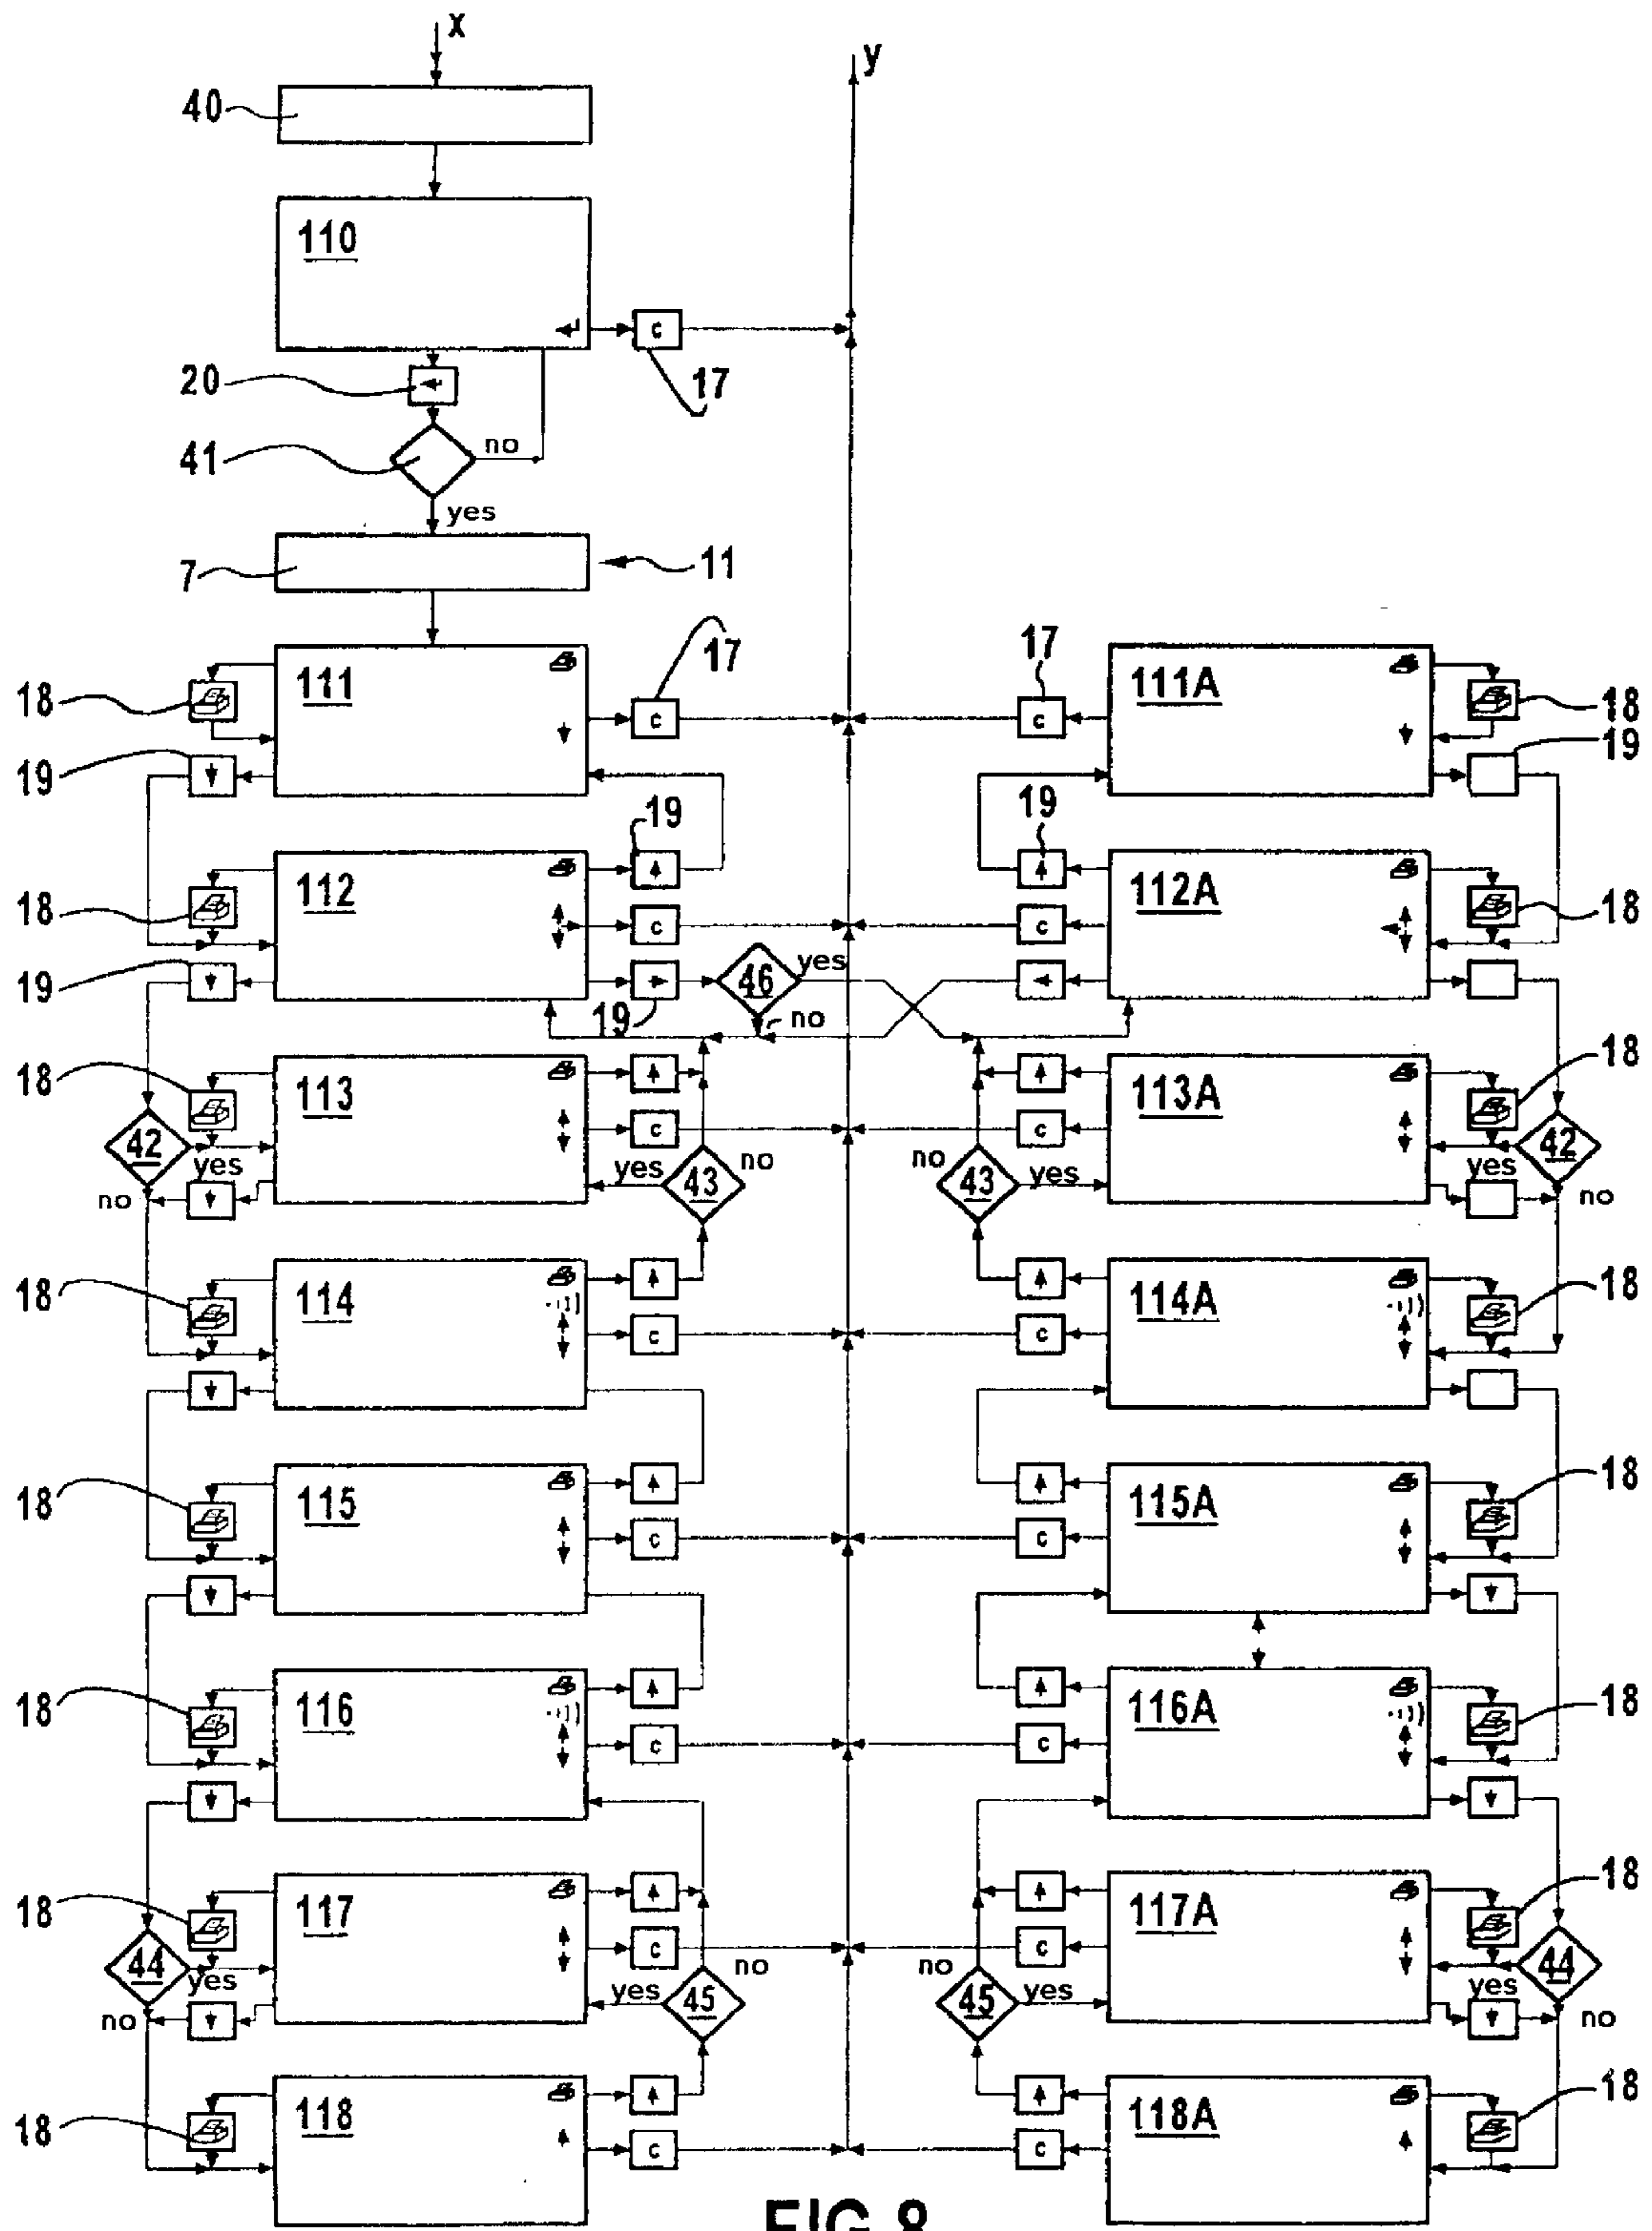 x
y
40
110
c
20
17
41
no
yes
7
11
17
17
18
111
c
c
111A
18
19
19
19
19
18
112
c
c
112A
18
19
46
yes
19
no
18
113
c
c
113A
18
42
yes
no
yes
43
no
no
43
yes
42
yes
no
18
114
c
c
114A
18
18
115
c
c
115A
18
18
116
c
c
116A
18
18
117
c
c
117A
18
44
yes
no
yes
45
no
no
45
yes
44
yes
no
18
118
c
c
118A
18
FIG 8